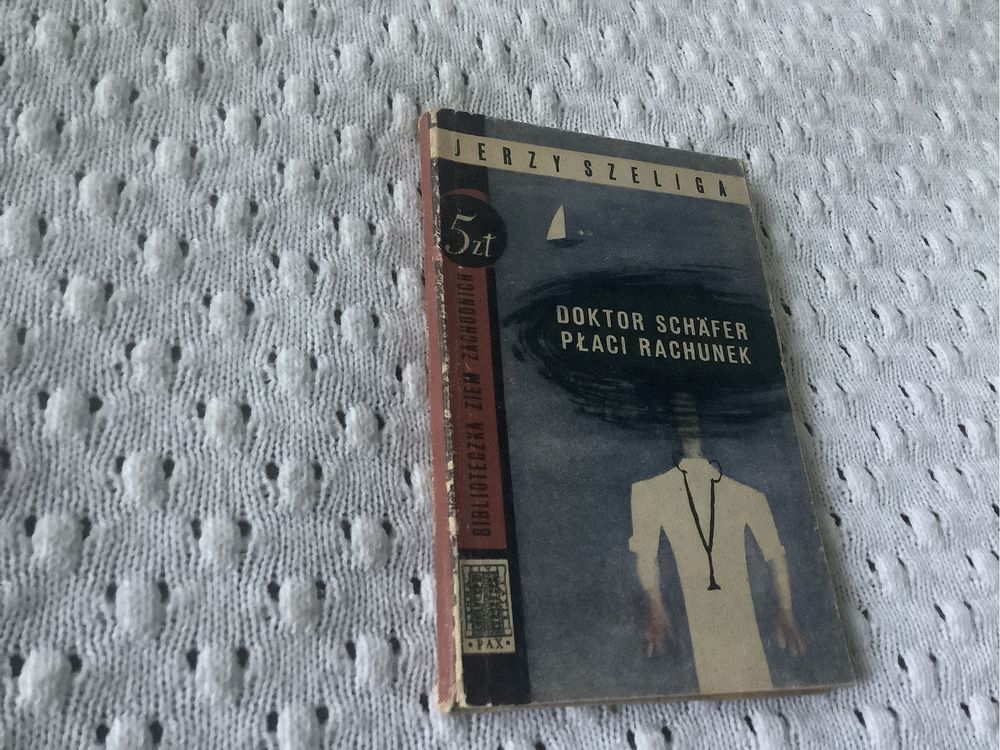 JERZY SZELIGA
5zł
DOKTOR SCHÄFER
PŁACI RACHUNEK
BIBLIOTECZKA ZIEM ZACHODNICH
·PAX·